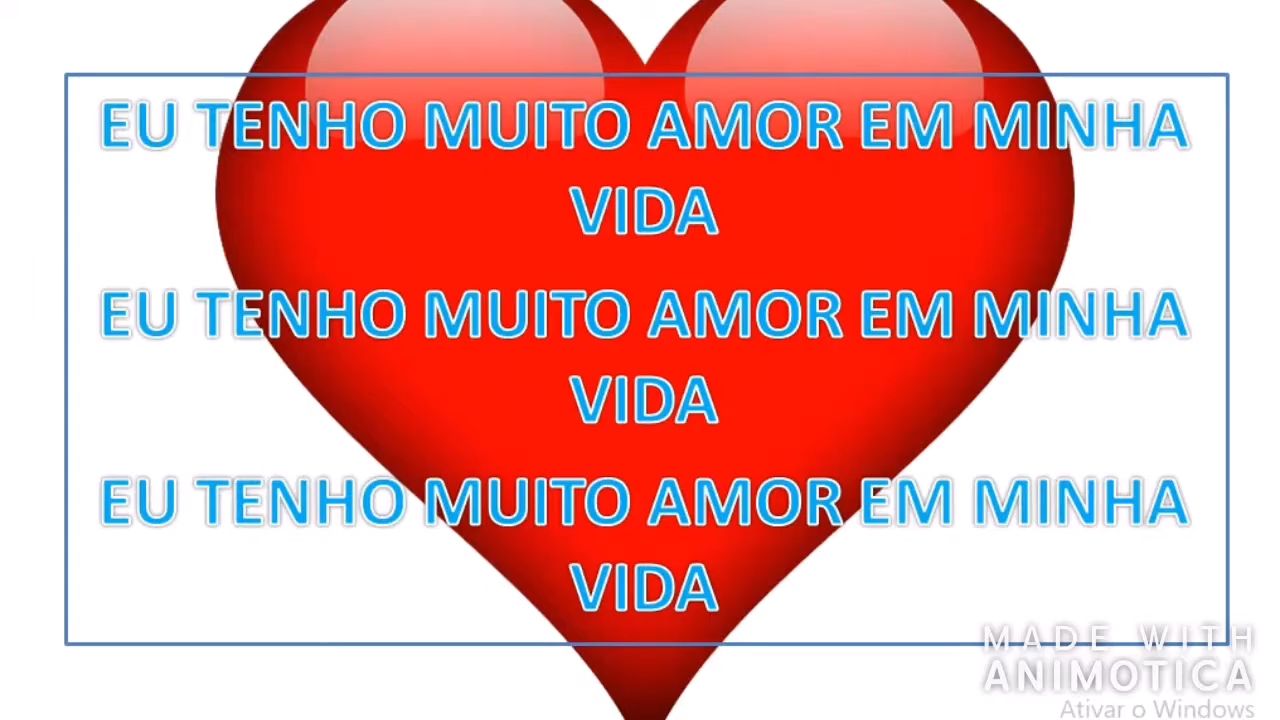 EU TENHO MUITO AMOR EM MINHA
VIDA
EU TENHO MUITO AMOR EM MINHA
VIDA
EU TENHO MUITO AMOR EM MINHA
VIDA
MADE WITH
ANIMOTICA
Ativar o Windows